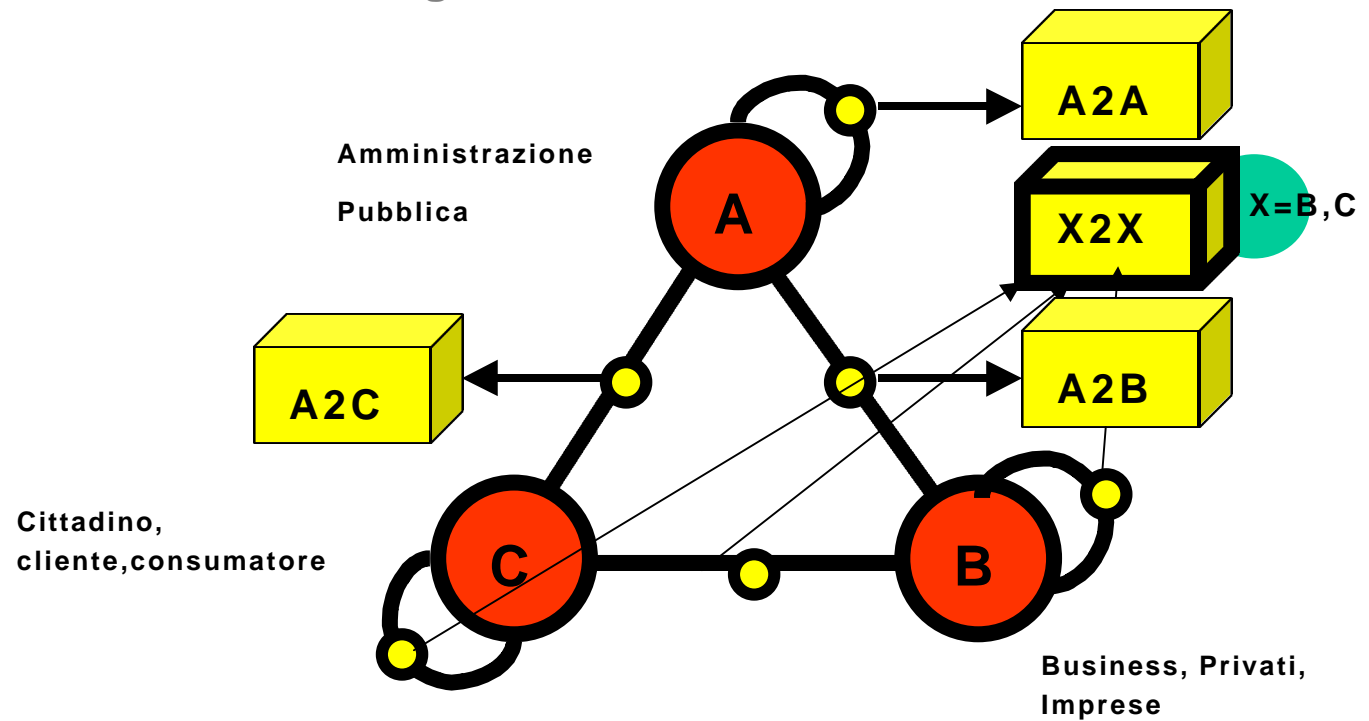 A2A
Amministrazione
Pubblica
A
X2X
X=B,C
A2C
A2B
Cittadino,
cliente,consumatore
C
B
Business, Privati,
Imprese